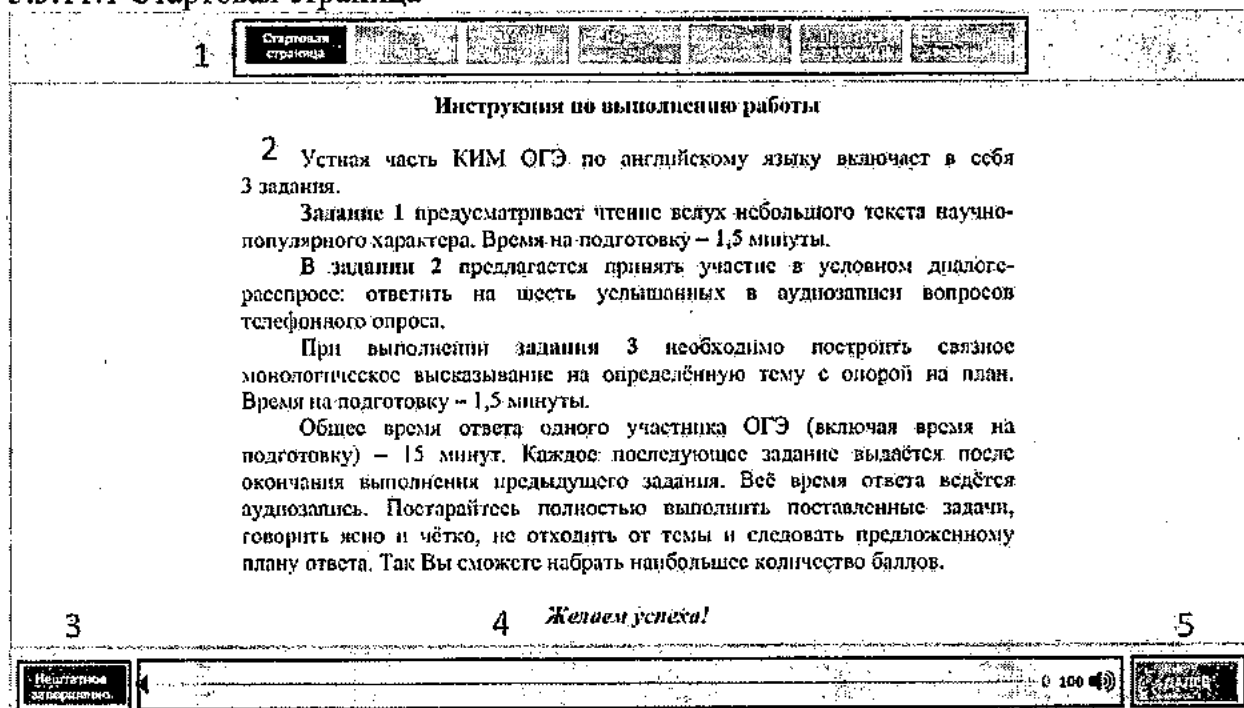 Стартовая страница
1
Стартовая
страница
Инструкция по выполнению работы
2 Устная часть КИМ ОГЭ по английскому языку включает в себя
3 задания.
Задание 1 предусматривает чтение вслух небольшого текста научно-
популярного характера. Время на подготовку – 1,5 минуты.
В задании 2 предлагается принять участие в условном диалоге-
расспросе: ответить на шесть услышанных в аудиозаписи вопросов
телефонного опроса.
При выполнении задания 3 необходимо построить связное
монологическое высказывание на определённую тему с опорой на план.
Время на подготовку – 1,5 минуты.
Общее время ответа одного участника ОГЭ (включая время на
подготовку) – 15 минут. Каждое последующее задание выдаётся после
окончания выполнения предыдущего задания. Всё время ответа ведётся
аудиозапись. Постарайтесь полностью выполнить поставленные задачи,
говорить ясно и чётко, не отходить от темы и следовать предложенному
плану ответа. Так Вы сможете набрать наибольшее количество баллов.
Желаем успеха!
3
4
5
Нештатное
завершение.
100